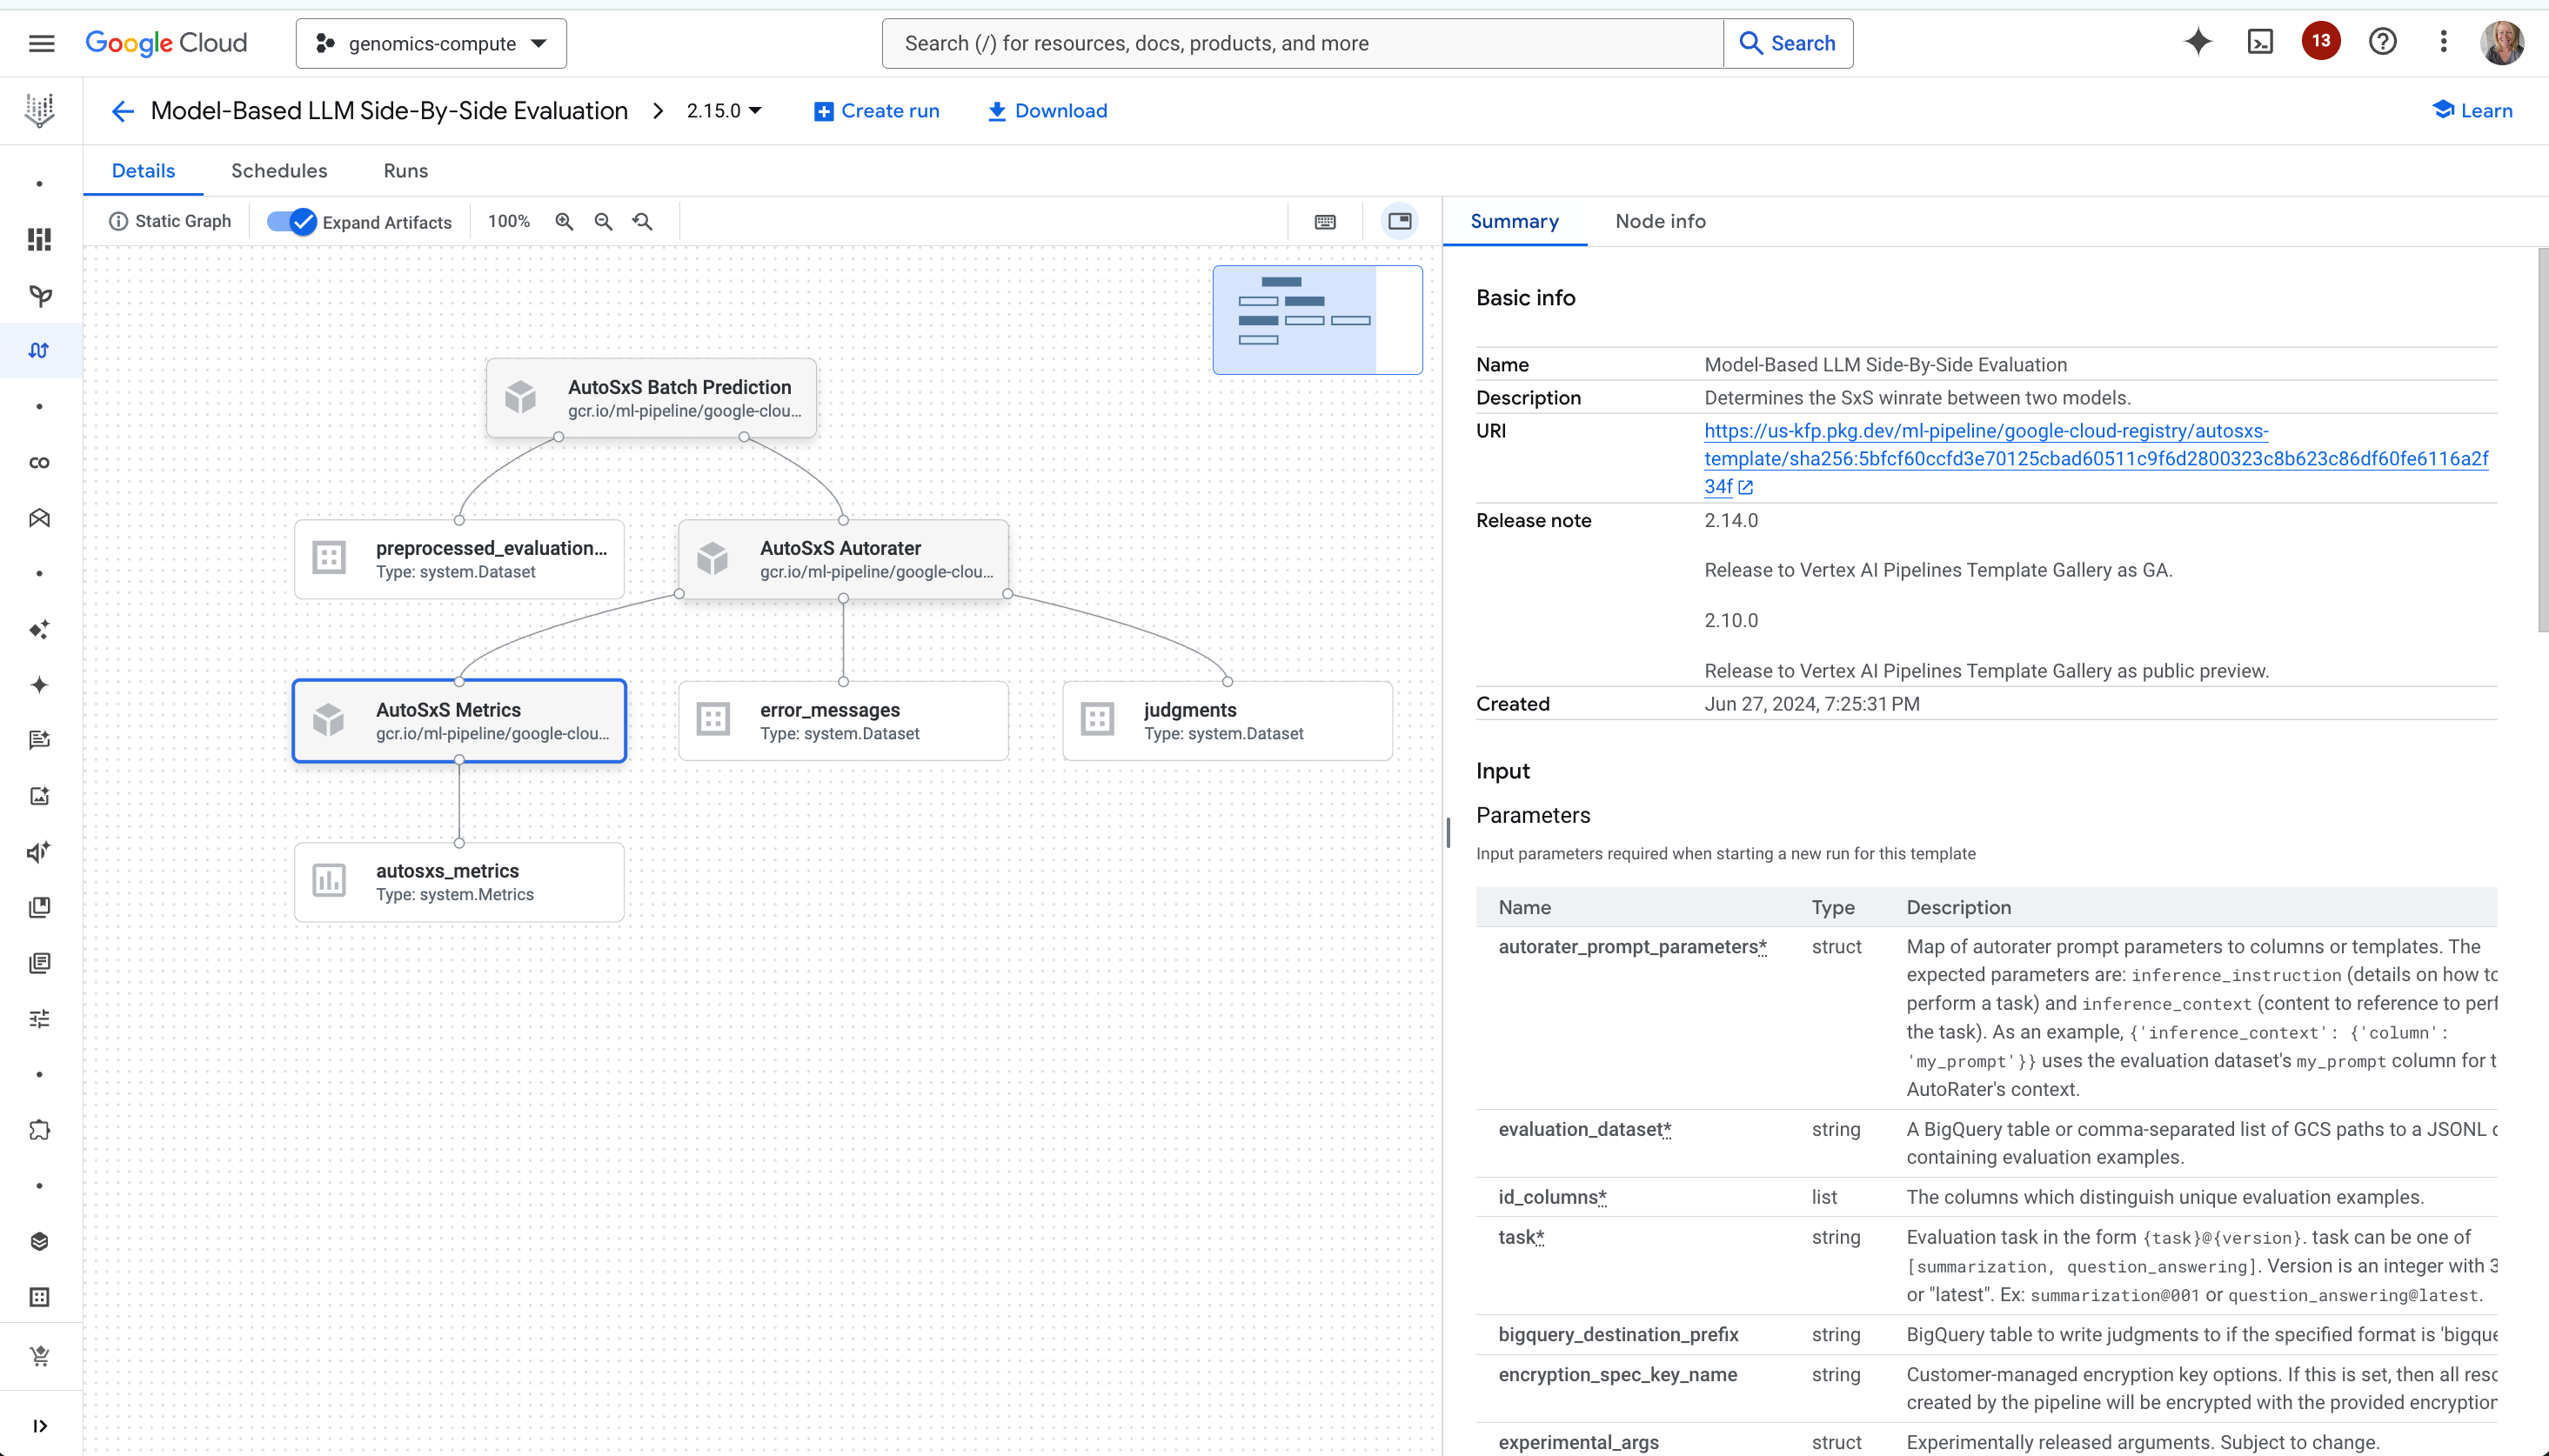 Google Cloud
genomics-compute
Search (/) for resources, docs, products, and more
Search
13
Model-Based LLM Side-By-Side Evaluation
2.15.0
Create run
Download
Learn
Details
Schedules
Runs
Static Graph
Expand Artifacts
100%
AutoSxS Batch Prediction
gcr.io/ml-pipeline/google-clou...
preprocessed_evaluation...
Type: system.Dataset
AutoSxS Autorater
gcr.io/ml-pipeline/google-clou...
AutoSxS Metrics
gcr.io/ml-pipeline/google-clou...
error_messages
Type: system.Dataset
judgments
Type: system.Dataset
autosxs_metrics
Type: system.Metrics
Summary
Node info
Basic info
Name
Model-Based LLM Side-By-Side Evaluation
Description
Determines the SxS winrate between two models.
URI
https://us-kfp.pkg.dev/ml-pipeline/google-cloud-registry/autosxs-
template/sha256:5bfcf60ccfd3e70125cbad60511c9f6d2800323c8b623c86df60fe6116a2f
34f
Release note
2.14.0
Release to Vertex AI Pipelines Template Gallery as GA.
2.10.0
Release to Vertex AI Pipelines Template Gallery as public preview.
Created
Jun 27, 2024, 7:25:31 PM
Input
Parameters
Input parameters required when starting a new run for this template
Name
Type
Description
autorater_prompt_parameters*
struct
Map of autorater prompt parameters to columns or templates. The
expected parameters are: inference_instruction (details on how to
perform a task) and inference_context (content to reference to perf
the task). As an example, {'inference_context': {'column':
'my_prompt'}} uses the evaluation dataset's my_prompt column for t
AutoRater's context.
evaluation_dataset*
string
A BigQuery table or comma-separated list of GCS paths to a JSONL
containing evaluation examples.
id_columns*
list
The columns which distinguish unique evaluation examples.
task*
string
Evaluation task in the form {task}@{version}. task can be one of
[summarization, question_answering]. Version is an integer with 3
or "latest". Ex: summarization@001 or question_answering@latest.
bigquery_destination_prefix
string
BigQuery table to write judgments to if the specified format is 'bigque
encryption_spec_key_name
string
Customer-managed encryption key options. If this is set, then all resc
created by the pipeline will be encrypted with the provided encryption
experimental_args
struct
Experimentally released arguments. Subject to change.